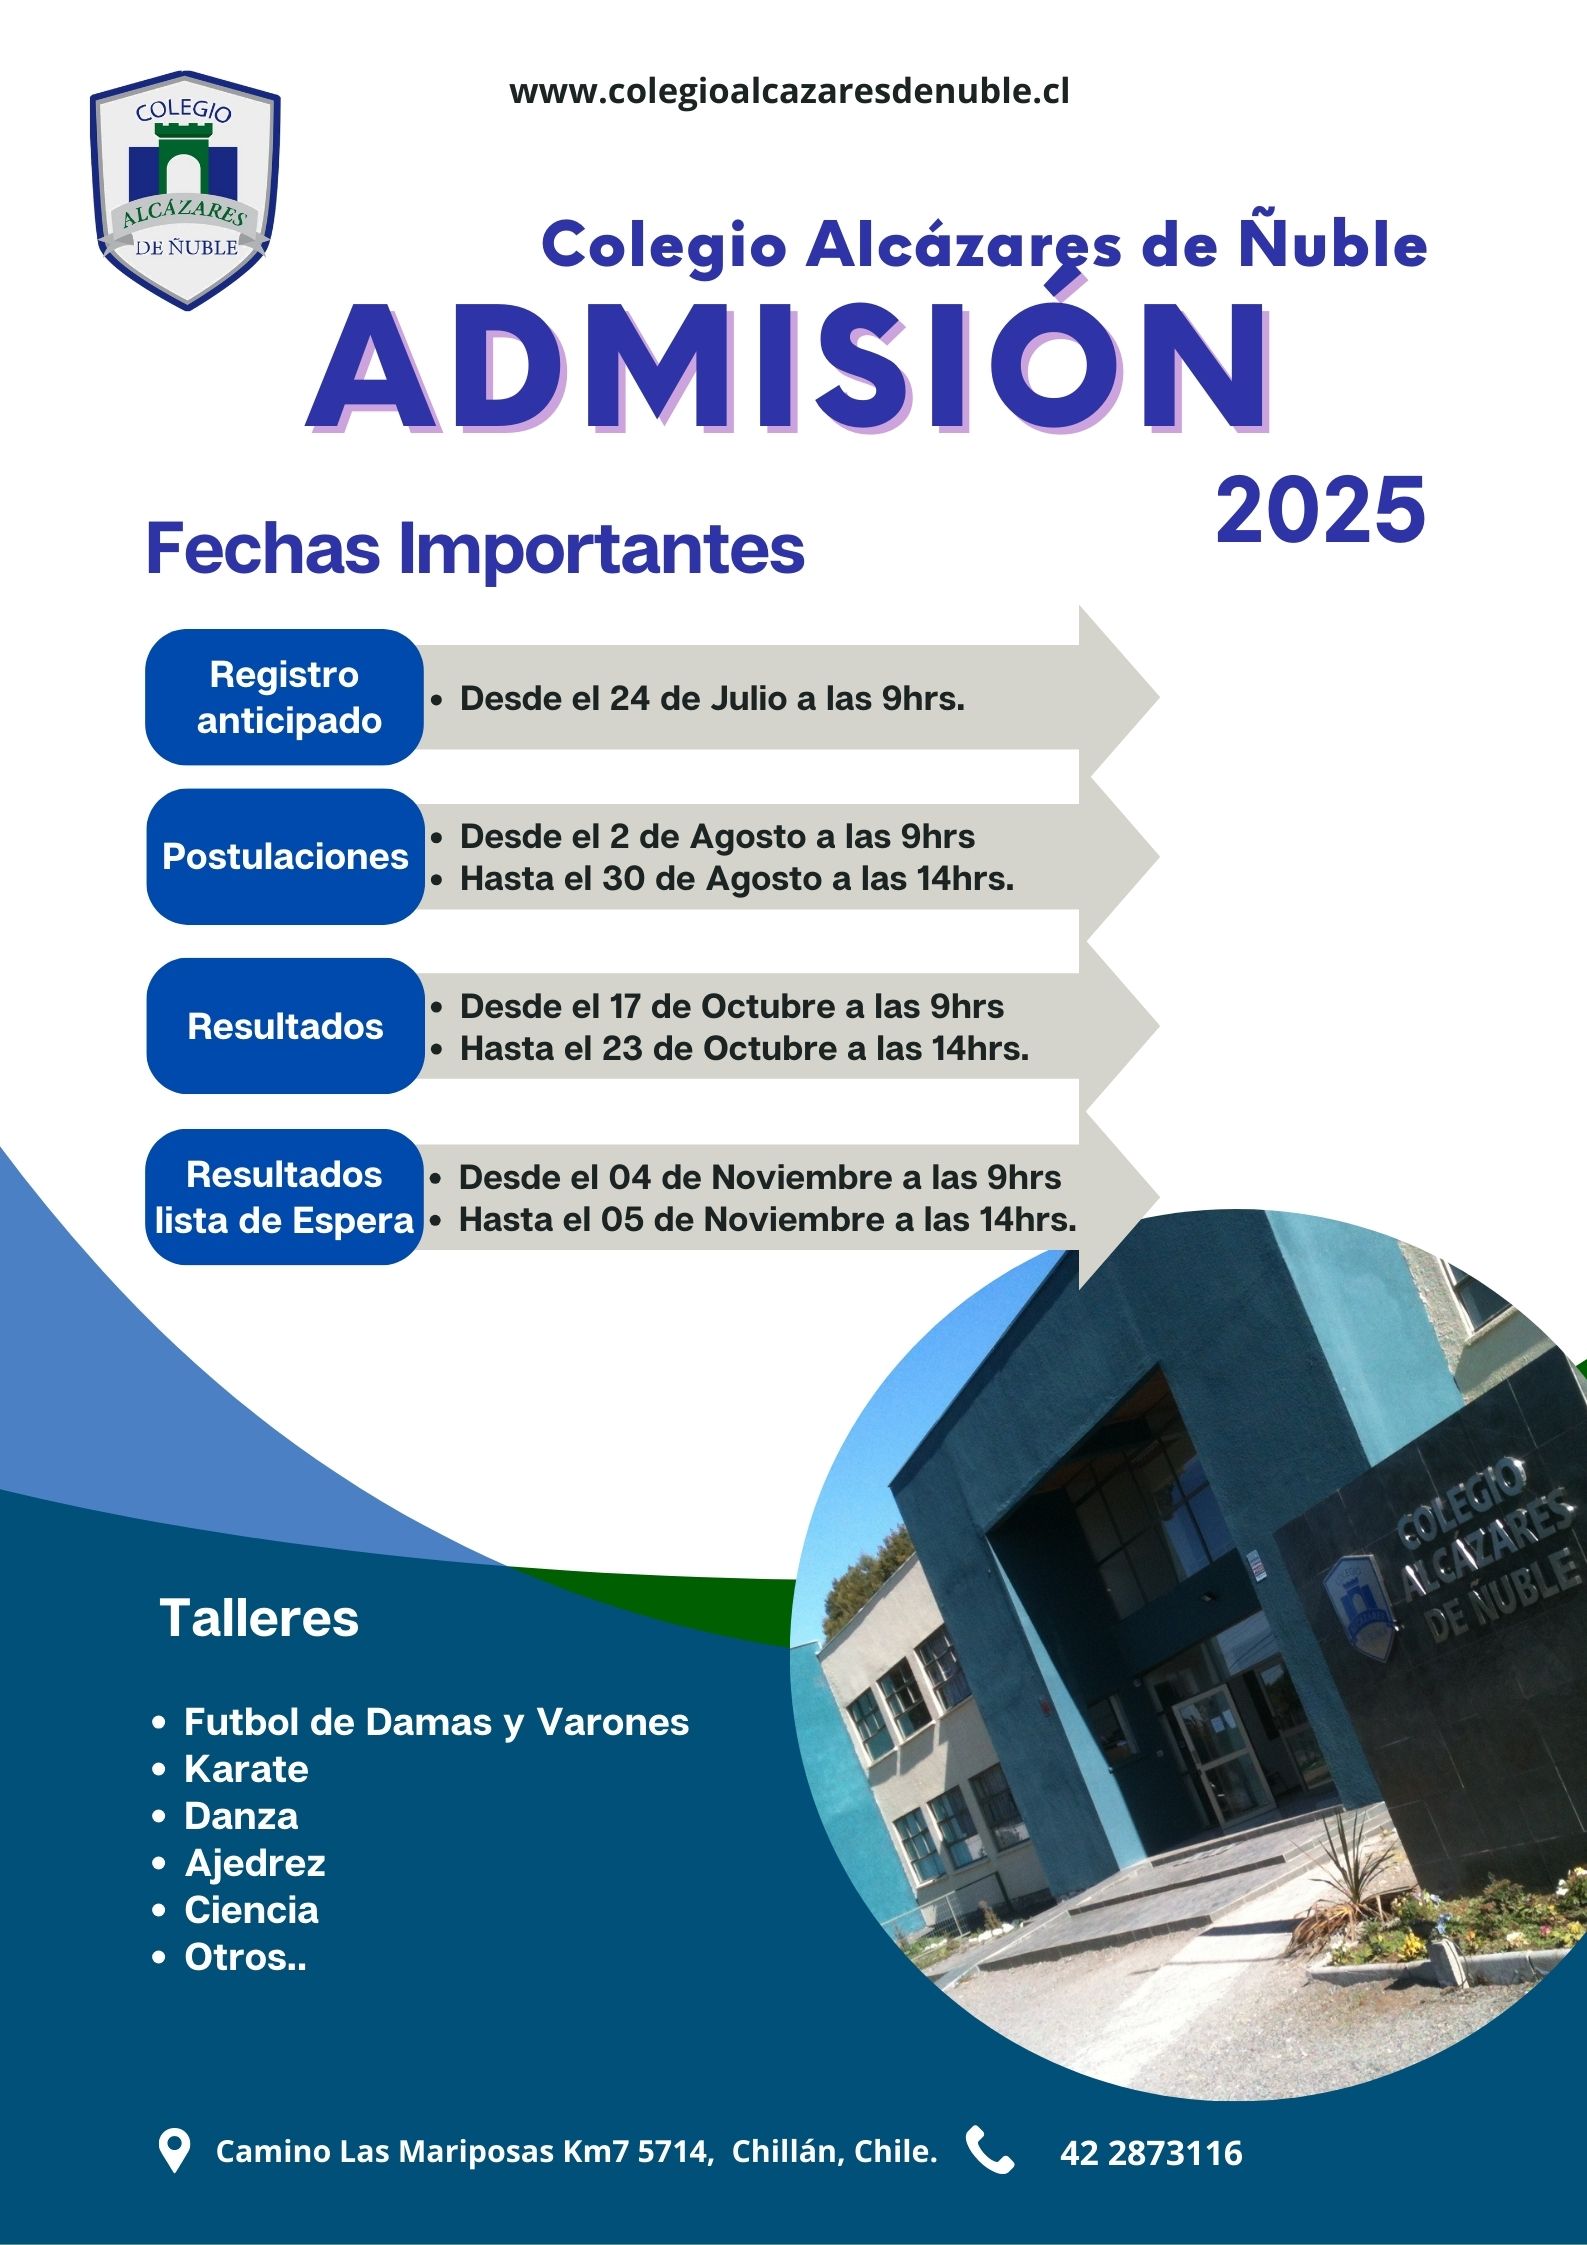 COLEGIO
ALCÁZARES
DE ÑUBLE
www.colegioalcazaresdenuble.cl
Colegio Alcázares de Ñuble
ADMISIÓN
2025
Fechas Importantes
Registro
anticipado
• Desde el 24 de Julio a las 9hrs.
Postulaciones
• Desde el 2 de Agosto a las 9hrs
• Hasta el 30 de Agosto a las 14hrs.
Resultados
• Desde el 17 de Octubre a las 9hrs
• Hasta el 23 de Octubre a las 14hrs.
Resultados
lista de Espera
• Desde el 04 de Noviembre a las 9hrs
• Hasta el 05 de Noviembre a las 14hrs.
COLEGIO
ALCÁZARES
DE ÑUBLE
Talleres
• Futbol de Damas y Varones
• Karate
• Danza
• Ajedrez
• Ciencia
• Otros..
Camino Las Mariposas Km7 5714, Chillán, Chile.
42 2873116